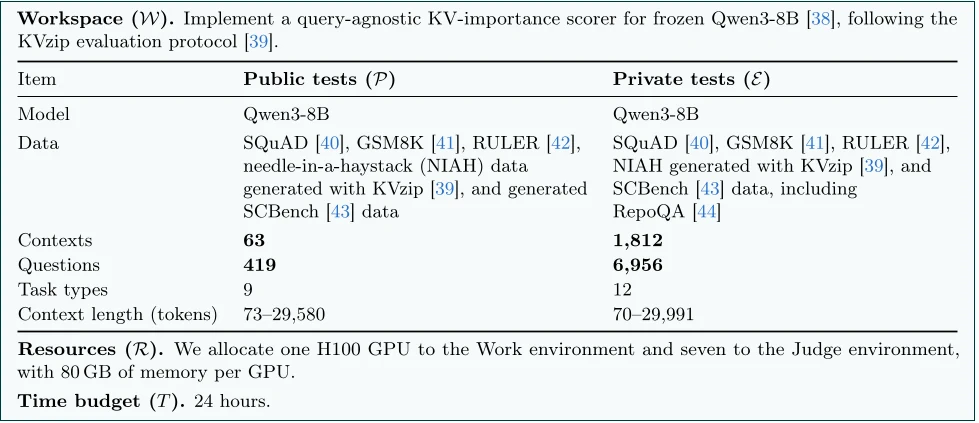 Workspace (𝒲). Implement a query-agnostic KV-importance scorer for frozen Qwen3-8B [38], following the
KVzip evaluation protocol [39].
Item Public tests (𝒫) Private tests (ℰ)
Model Qwen3-8B Qwen3-8B
Data SQuAD [40], GSM8K [41], RULER [42], SQuAD [40], GSM8K [41], RULER [42],
needle-in-a-haystack (NIAH) data NIAH generated with KVzip [39], and
generated with KVzip [39], and generated SCBench [43] data, including
SCBench [43] data RepoQA [44]
Contexts 63 1,812
Questions 419 6,956
Task types 9 12
Context length (tokens) 73–29,580 70–29,991
Resources (ℛ). We allocate one H100 GPU to the Work environment and seven to the Judge environment,
with 80 GB of memory per GPU.
Time budget (T). 24 hours.